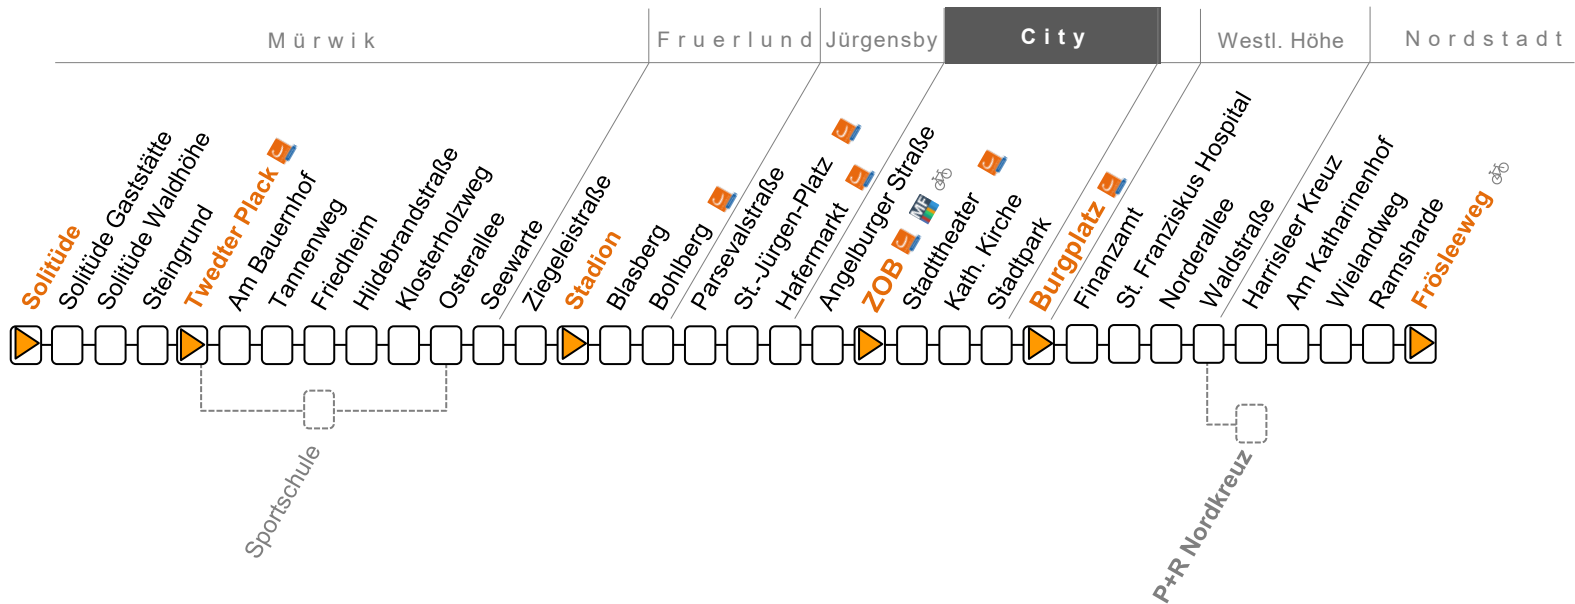 Mürwik
Fruerlund
Jürgensby
City
Westl. Höhe
Nordstadt
Solitüde
Solitüde Gaststätte
Solitüde Waldhöhe
Steingrund
Twedter Plack
Am Bauernhof
Tannenweg
Friedheim
Hildebrandstraße
Klosterholzweg
Osterallee
Seewarte
Ziegeleistraße
Stadion
Blasberg
Bohlberg
Parsevalstraße
St.-Jürgen-Platz
Hafermarkt
Angelburger Straße
ZOB
MF
Stadttheater
Kath. Kirche
Stadtpark
Burgplatz
Finanzamt
St. Franziskus Hospital
Norderallee
Waldstraße
Harrisleer Kreuz
Am Katharinenhof
Wielandweg
Ramsharde
Frösleeweg
Sportschule
P+R Nordkreuz